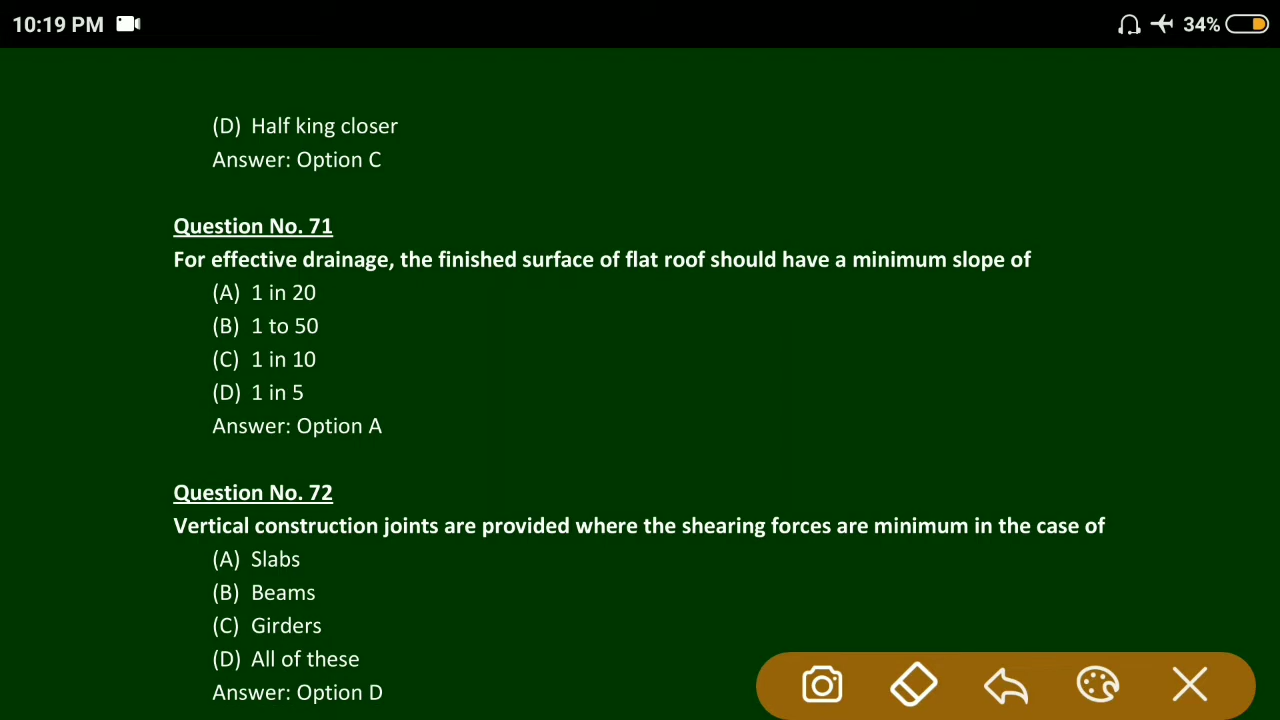 10:19 PM 34%
(D) Half king closer
Answer: Option C
Question No. 71
For effective drainage, the finished surface of flat roof should have a minimum slope of
(A) 1 in 20
(B) 1 to 50
(C) 1 in 10
(D) 1 in 5
Answer: Option A
Question No. 72
Vertical construction joints are provided where the shearing forces are minimum in the case of
(A) Slabs
(B) Beams
(C) Girders
(D) All of these
Answer: Option D